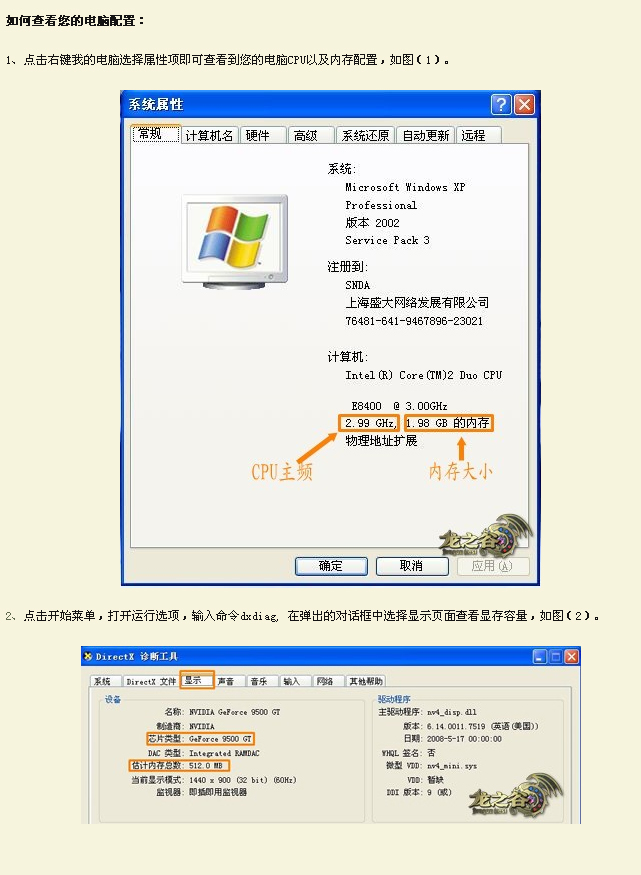 如何查看您的电脑配置：
1、点击右键我的电脑选择属性项即可查看到您的电脑CPU以及内存配置，如图(1)。
系统属性
常规 计算机名 硬件 高级 系统还原 自动更新 远程
系统:
Microsoft Windows XP
Professional
版本 2002
Service Pack 3
注册到:
SNDA
上海盛大网络发展有限公司
76481-641-9467896-23021
计算机:
Intel(R) Core(TM)2 Duo CPU
E8400 @ 3.00GHz
2.99 GHz, 1.98 GB 的内存
物理地址扩展
CPU主频 内存大小
龙之谷
确定 取消 应用(A)
2、点击开始菜单，打开运行选项，输入命令dxdiag, 在弹出的对话框中选择显示页面查看显存容量，如图(2)。
DirectX 诊断工具
系统 DirectX 文件 显示 声音 音乐 输入 网络 其他帮助
设备
名称: NVIDIA GeForce 9500 GT
制造商: NVIDIA
芯片类型: GeForce 9500 GT
DAC 类型: Integrated RAMDAC
估计内存总数: 512.0 MB
当前显示模式: 1440 x 900 (32 bit) (60Hz)
监视器: 即插即用监视器
驱动程序
主驱动程序: nv4_disp.dll
版本: 6.14.0011.7519 (英语(美国))
日期: 2008-5-17 00:00:00
WHQL 签名: 否
微型 VDD: nv4_mini.sys
VDD: 暂缺
DDI 版本: 9 (或)
龙之谷